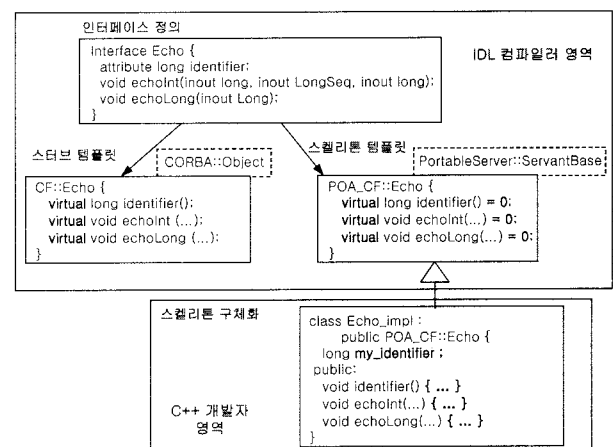 인터페이스 정의
Interface Echo {
attribute long identifier;
void echoInt(inout long, inout LongSeq, inout long);
void echoLong(inout Long);
}
IDL 컴파일러 영역
스터브 템플릿
CORBA::Object
스켈리톤 템플릿
PortableServer::ServantBase
CF::Echo {
virtual long identifier();
virtual void echoInt (...);
virtual void echoLong (...);
}
POA_CF::Echo {
virtual long identifier() = 0;
virtual void echoInt(...) = 0;
virtual void echoLong(...) = 0;
}
스켈리톤 구체화
class Echo_impl :
public POA_CF::Echo {
long my_identifier ;
public:
void identifier() { ... }
void echoInt(...) { ... }
void echoLong(...) { ... }
}
C++ 개발자
영역